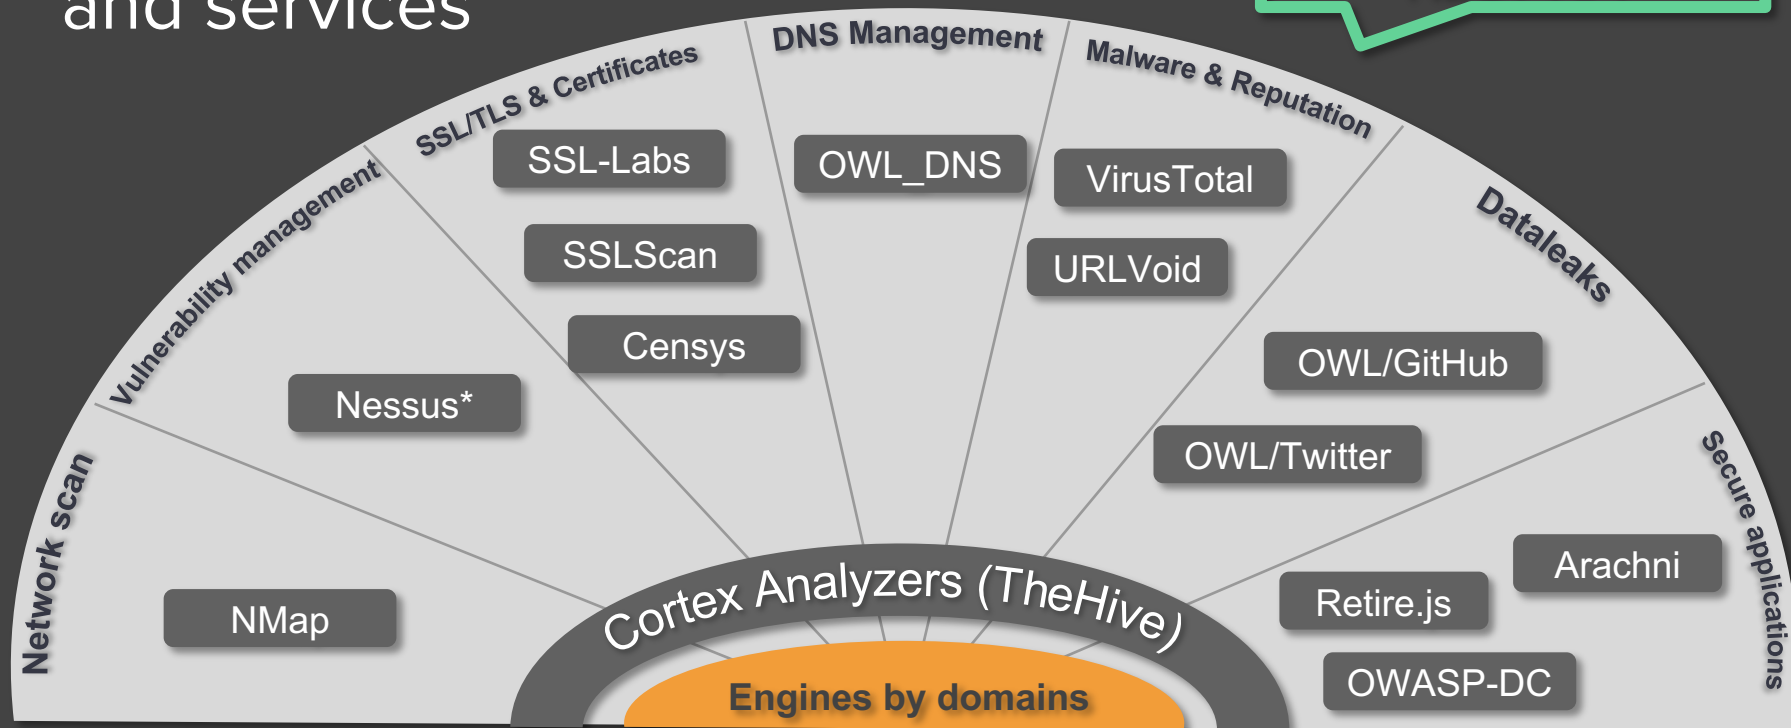 and services
Network scan
NMap
Vulnerability management
Nessus*
SSL/TLS & Certificates
SSL-Labs
SSLScan
Censys
DNS Management
OWL_DNS
Malware & Reputation
VirusTotal
URLVoid
Dataleaks
OWL/GitHub
OWL/Twitter
Secure applications
Arachni
Retire.js
OWASP-DC
Cortex Analyzers (TheHive)
Engines by domains